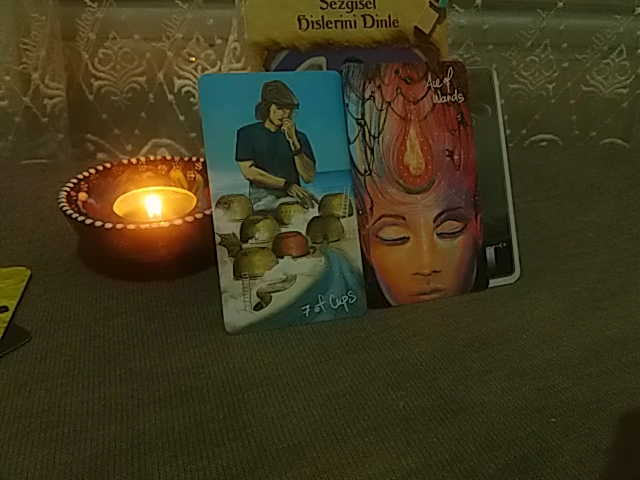 Sezgisel
Hislerini Dinle
Ace of
Wands
7 of Cups